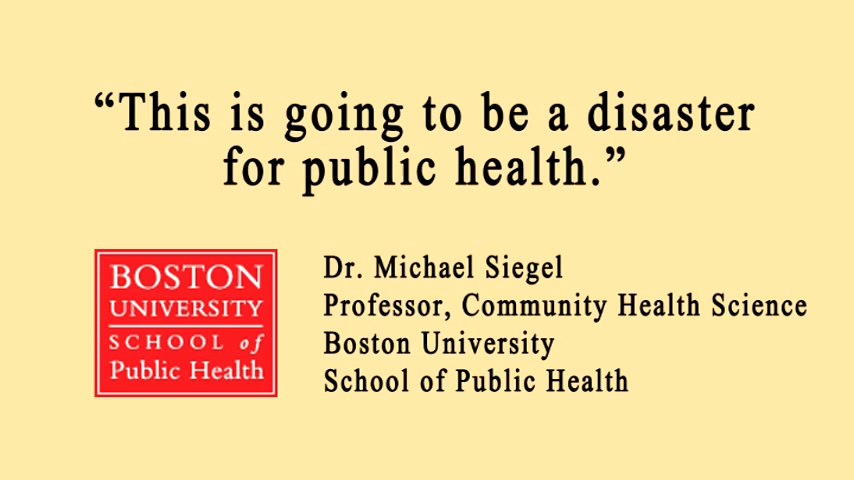 “This is going to be a disaster
for public health.”
BOSTON
UNIVERSITY
SCHOOL of
Public Health
Dr. Michael Siegel
Professor, Community Health Science
Boston University
School of Public Health